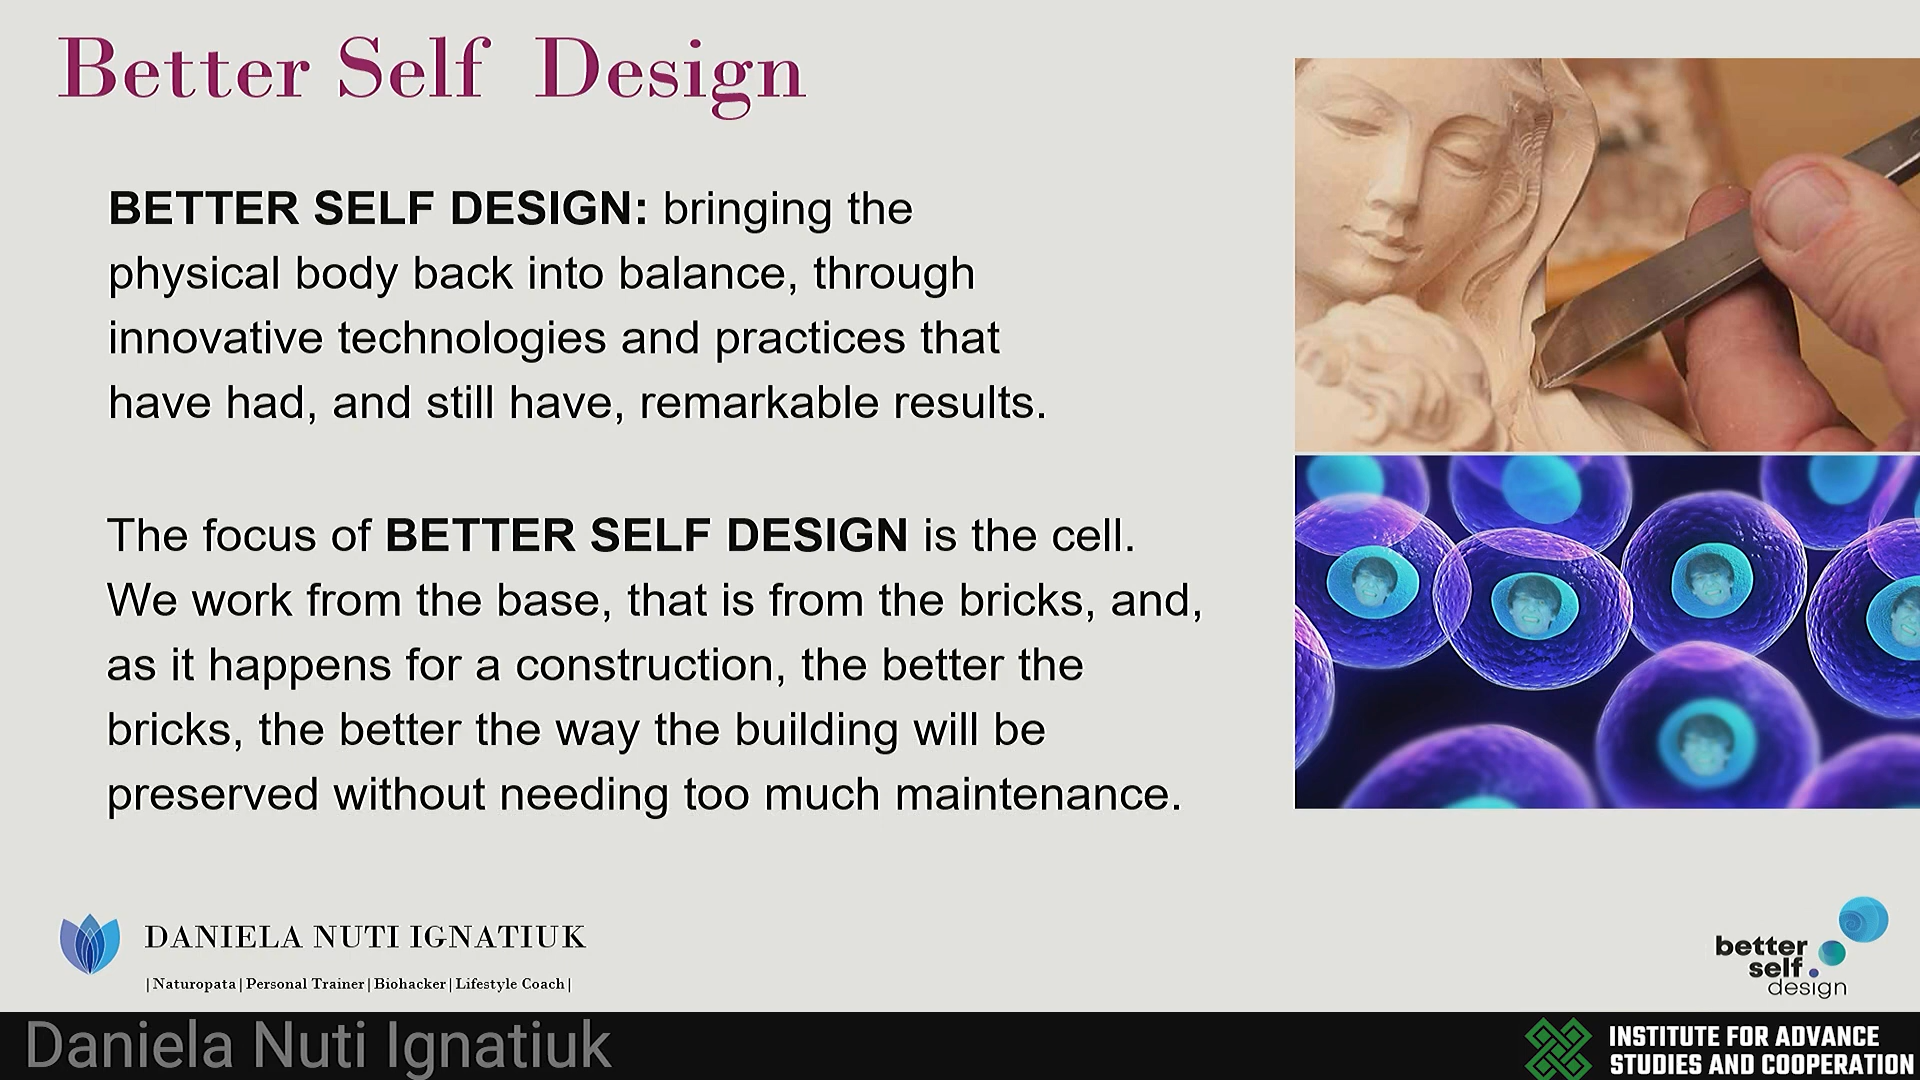 Better Self Design
BETTER SELF DESIGN: bringing the
physical body back into balance, through
innovative technologies and practices that
have had, and still have, remarkable results.
The focus of BETTER SELF DESIGN is the cell.
We work from the base, that is from the bricks, and,
as it happens for a construction, the better the
bricks, the better the way the building will be
preserved without needing too much maintenance.
DANIELA NUTI IGNATIUK
|Naturopata|Personal Trainer|Biohacker|Lifestyle Coach|
better
self.
design
Daniela Nuti Ignatiuk
INSTITUTE FOR ADVANCE
STUDIES AND COOPERATION